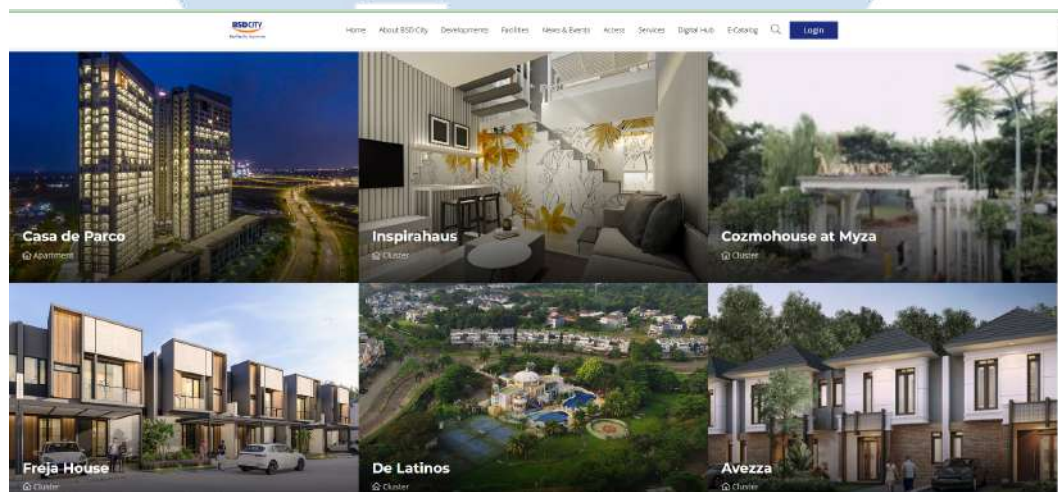 BSDCITY
Home About BSD City Developments Facilities News & Events Access Services Digital Hub E-Catalog Login
Casa de Parco
Apartment
Inspirahaus
Cluster
Cozmohouse at Myza
Cluster
Freja House
Cluster
De Latinos
Cluster
Avezza
Cluster